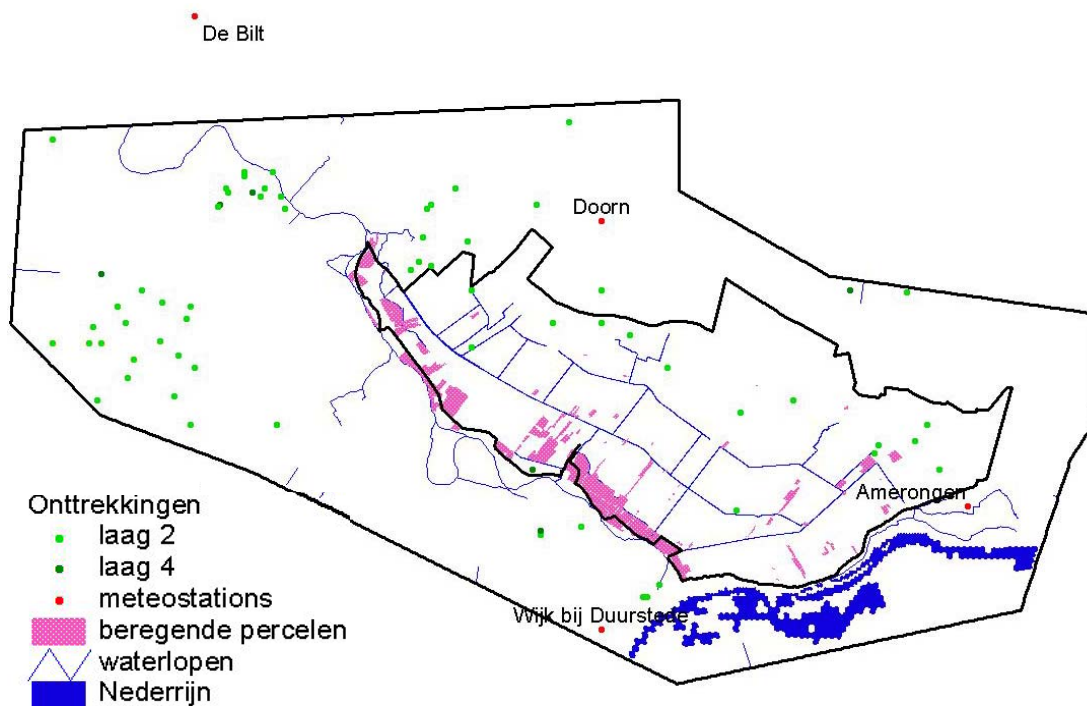 De Bilt
Doorn
Amerongen
Wijk bij Duurstede
Onttrekkingen
laag 2
laag 4
meteostations
beregende percelen
waterlopen
Nederrijn